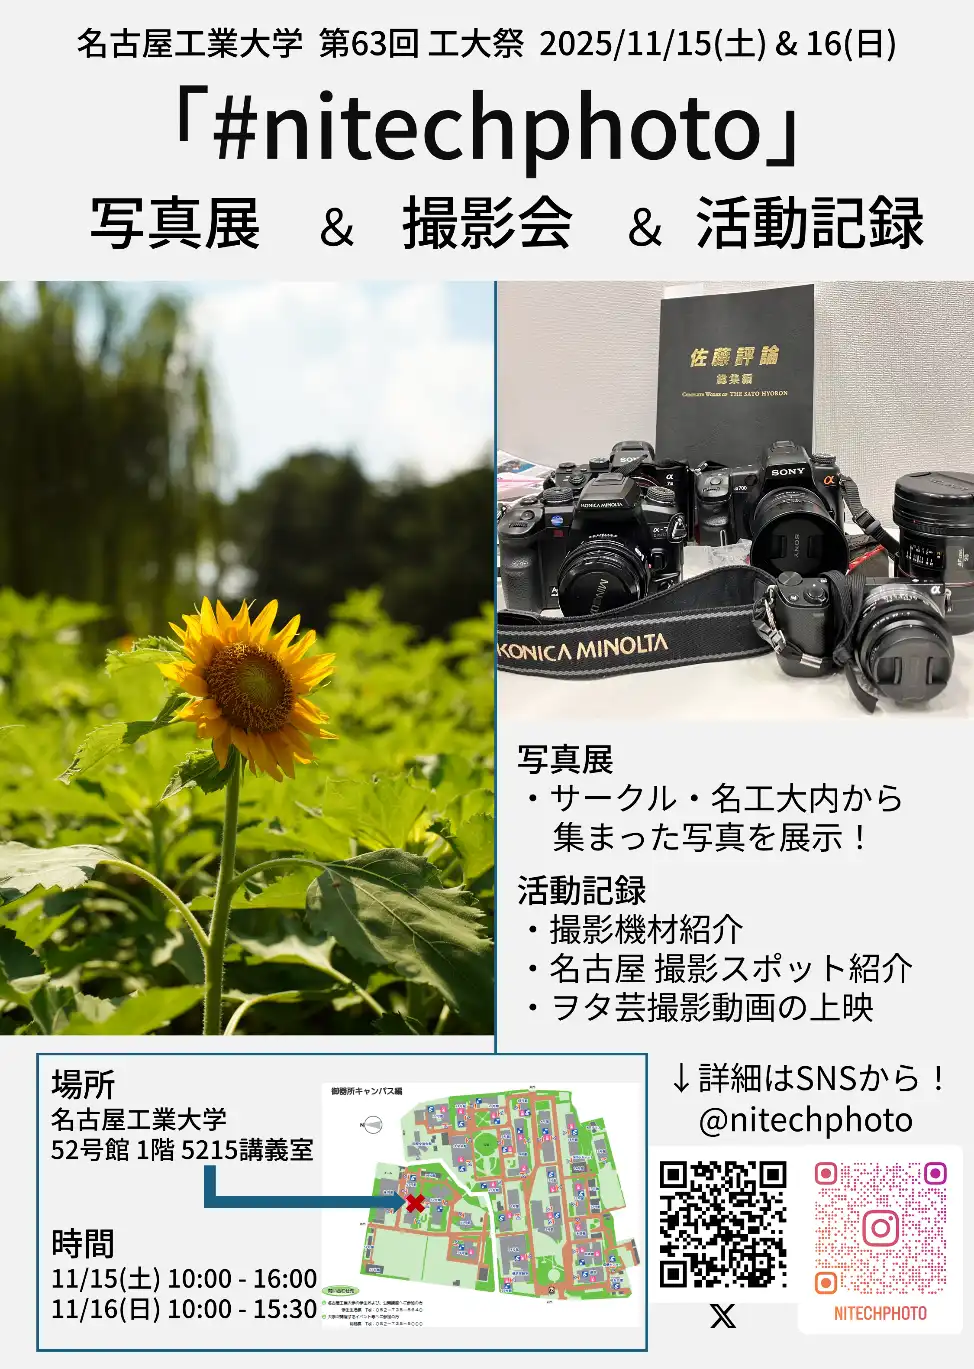 名古屋工業大学 第63回 工大祭 2025/11/15(土) & 16(日)
「#nitechphoto」
写真展 & 撮影会 & 活動記録
佐藤評論
総集編
COMPLETE WORKS OF THE SATO HYORON
SONY
α700
KONICA MINOLTA
α-7
SONY
KONICA MINOLTA
写真展
・サークル・名工大内から
集まった写真を展示！
活動記録
・撮影機材紹介
・名古屋 撮影スポット紹介
・ヲタ芸撮影動画の上映
場所
名古屋工業大学
52号館 1階 5215講義室
御器所キャンパス編
N
時間
11/15(土) 10:00 - 16:00
11/16(日) 10:00 - 15:30
↓詳細はSNSから！
@nitechphoto
X
NITECHPHOTO